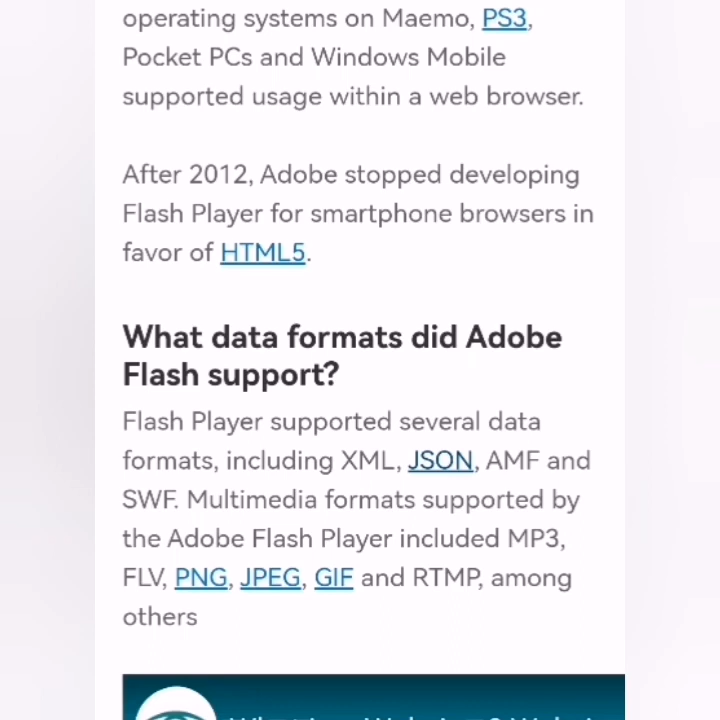 operating systems on Maemo, PS3,
Pocket PCs and Windows Mobile
supported usage within a web browser.
After 2012, Adobe stopped developing
Flash Player for smartphone browsers in
favor of HTML5.
What data formats did Adobe
Flash support?
Flash Player supported several data
formats, including XML, JSON, AMF and
SWF. Multimedia formats supported by
the Adobe Flash Player included MP3,
FLV, PNG, JPEG, GIF and RTMP, among
others